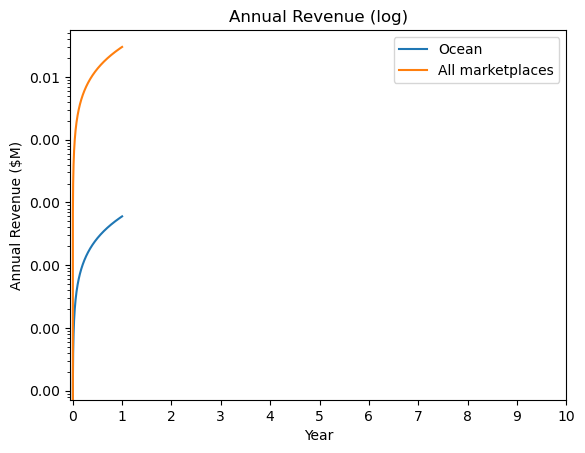 Annual Revenue (log)
Ocean
All marketplaces
Annual Revenue ($M)
0.01
0.00
0.00
0.00
0.00
0.00
0 1 2 3 4 5 6 7 8 9 10
Year